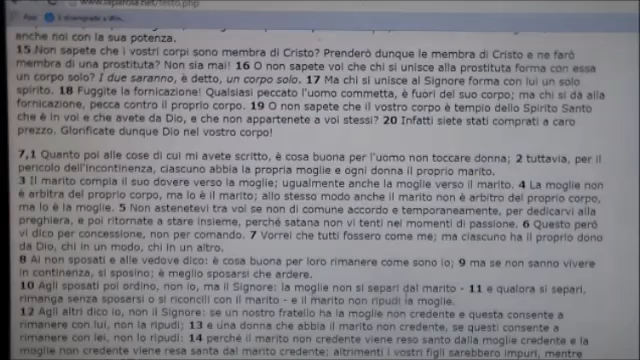 www.laparola.net/testo.php
anche noi con la sua potenza.
15 Non sapete che i vostri corpi sono membra di Cristo? Prenderò dunque le membra di Cristo e ne farò
membra di una prostituta? Non sia mai! 16 O non sapete voi che chi si unisce alla prostituta forma con essa
un corpo solo? I due saranno, è detto, un corpo solo. 17 Ma chi si unisce al Signore forma con lui un solo
spirito. 18 Fuggite la fornicazione! Qualsiasi peccato l'uomo commetta, è fuori del suo corpo; ma chi si dà alla
fornicazione, pecca contro il proprio corpo. 19 O non sapete che il vostro corpo è tempio dello Spirito Santo
che è in voi e che avete da Dio, e che non appartenete a voi stessi? 20 Infatti siete stati comprati a caro
prezzo. Glorificate dunque Dio nel vostro corpo!
7,1 Quanto poi alle cose di cui mi avete scritto, è cosa buona per l'uomo non toccare donna; 2 tuttavia, per il
pericolo dell'incontinenza, ciascuno abbia la propria moglie e ogni donna il proprio marito.
3 Il marito compia il suo dovere verso la moglie; ugualmente anche la moglie verso il marito. 4 La moglie non
è arbitra del proprio corpo, ma lo è il marito; allo stesso modo anche il marito non è arbitro del proprio corpo,
ma lo è la moglie. 5 Non astenetevi tra voi se non di comune accordo e temporaneamente, per dedicarvi alla
preghiera, e poi ritornate a stare insieme, perché satana non vi tenti nei momenti di passione. 6 Questo però
vi dico per concessione, non per comando. 7 Vorrei che tutti fossero come me; ma ciascuno ha il proprio dono
da Dio, chi in un modo, chi in un altro.
8 Ai non sposati e alle vedove dico: è cosa buona per loro rimanere come sono io; 9 ma se non sanno vivere
in continenza, si sposino; è meglio sposarsi che ardere.
10 Agli sposati poi ordino, non io, ma il Signore: la moglie non si separi dal marito - 11 e qualora si separi,
rimanga senza sposarsi o si riconcili con il marito - e il marito non ripudi la moglie.
12 Agli altri dico io, non il Signore: se un nostro fratello ha la moglie non credente e questa consente a
rimanere con lui, non la ripudi; 13 e una donna che abbia il marito non credente, se questi consente a
rimanere con lei, non lo ripudi: 14 perché il marito non credente viene reso santo dalla moglie credente e la
moglie non credente viene resa santa dal marito credente; altrimenti i vostri figli sarebbero impuri, mentre